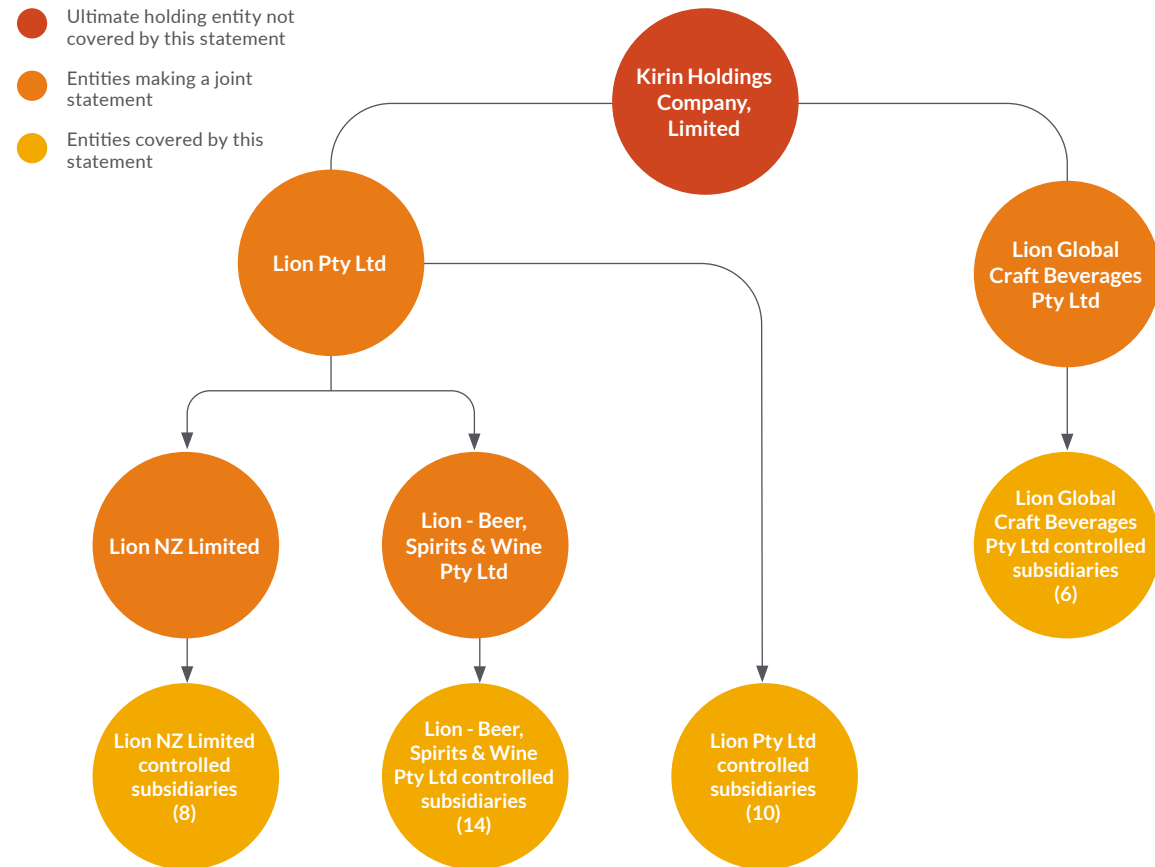 Ultimate holding entity not
covered by this statement
Entities making a joint
statement
Entities covered by this
statement
Kirin Holdings
Company,
Limited
Lion Pty Ltd
Lion Global
Craft Beverages
Pty Ltd
Lion NZ Limited
Lion - Beer,
Spirits & Wine
Pty Ltd
Lion Global
Craft Beverages
Pty Ltd controlled
subsidiaries
(6)
Lion NZ Limited
controlled
subsidiaries
(8)
Lion - Beer,
Spirits & Wine
Pty Ltd controlled
subsidiaries
(14)
Lion Pty Ltd
controlled
subsidiaries
(10)